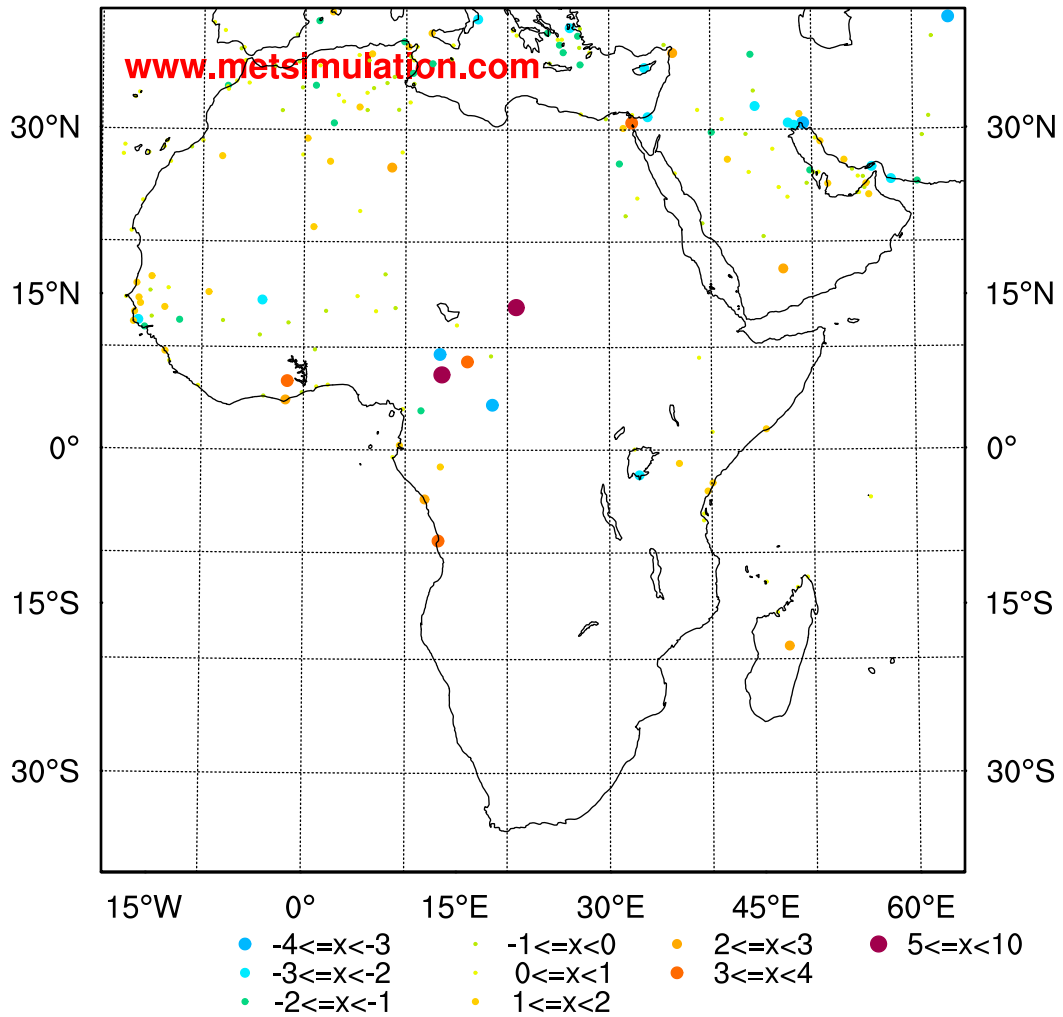 www.metsimulation.com
30°N 30°N
15°N 15°N
0° 0°
15°S 15°S
30°S 30°S
15°W 0° 15°E 30°E 45°E 60°E
-4<=x<-3 -1<=x<0 2<=x<3 5<=x<10
-3<=x<-2 0<=x<1 3<=x<4
-2<=x<-1 1<=x<2